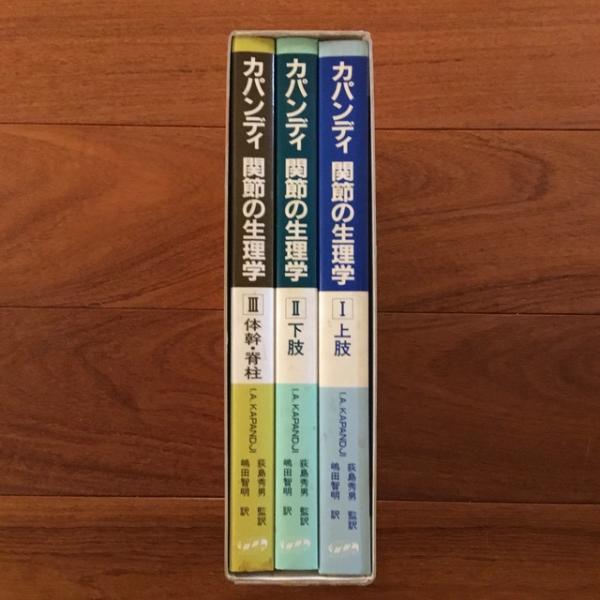 カパンディ 関節の生理学
I 上肢
I.A. KAPANDJI
荻島秀男 監訳
嶋田智明 訳
カパンディ 関節の生理学
II 下肢
I.A. KAPANDJI
荻島秀男 監訳
嶋田智明 訳
カパンディ 関節の生理学
III 体幹・脊柱
I.A. KAPANDJI
荻島秀男 監訳
嶋田智明 訳